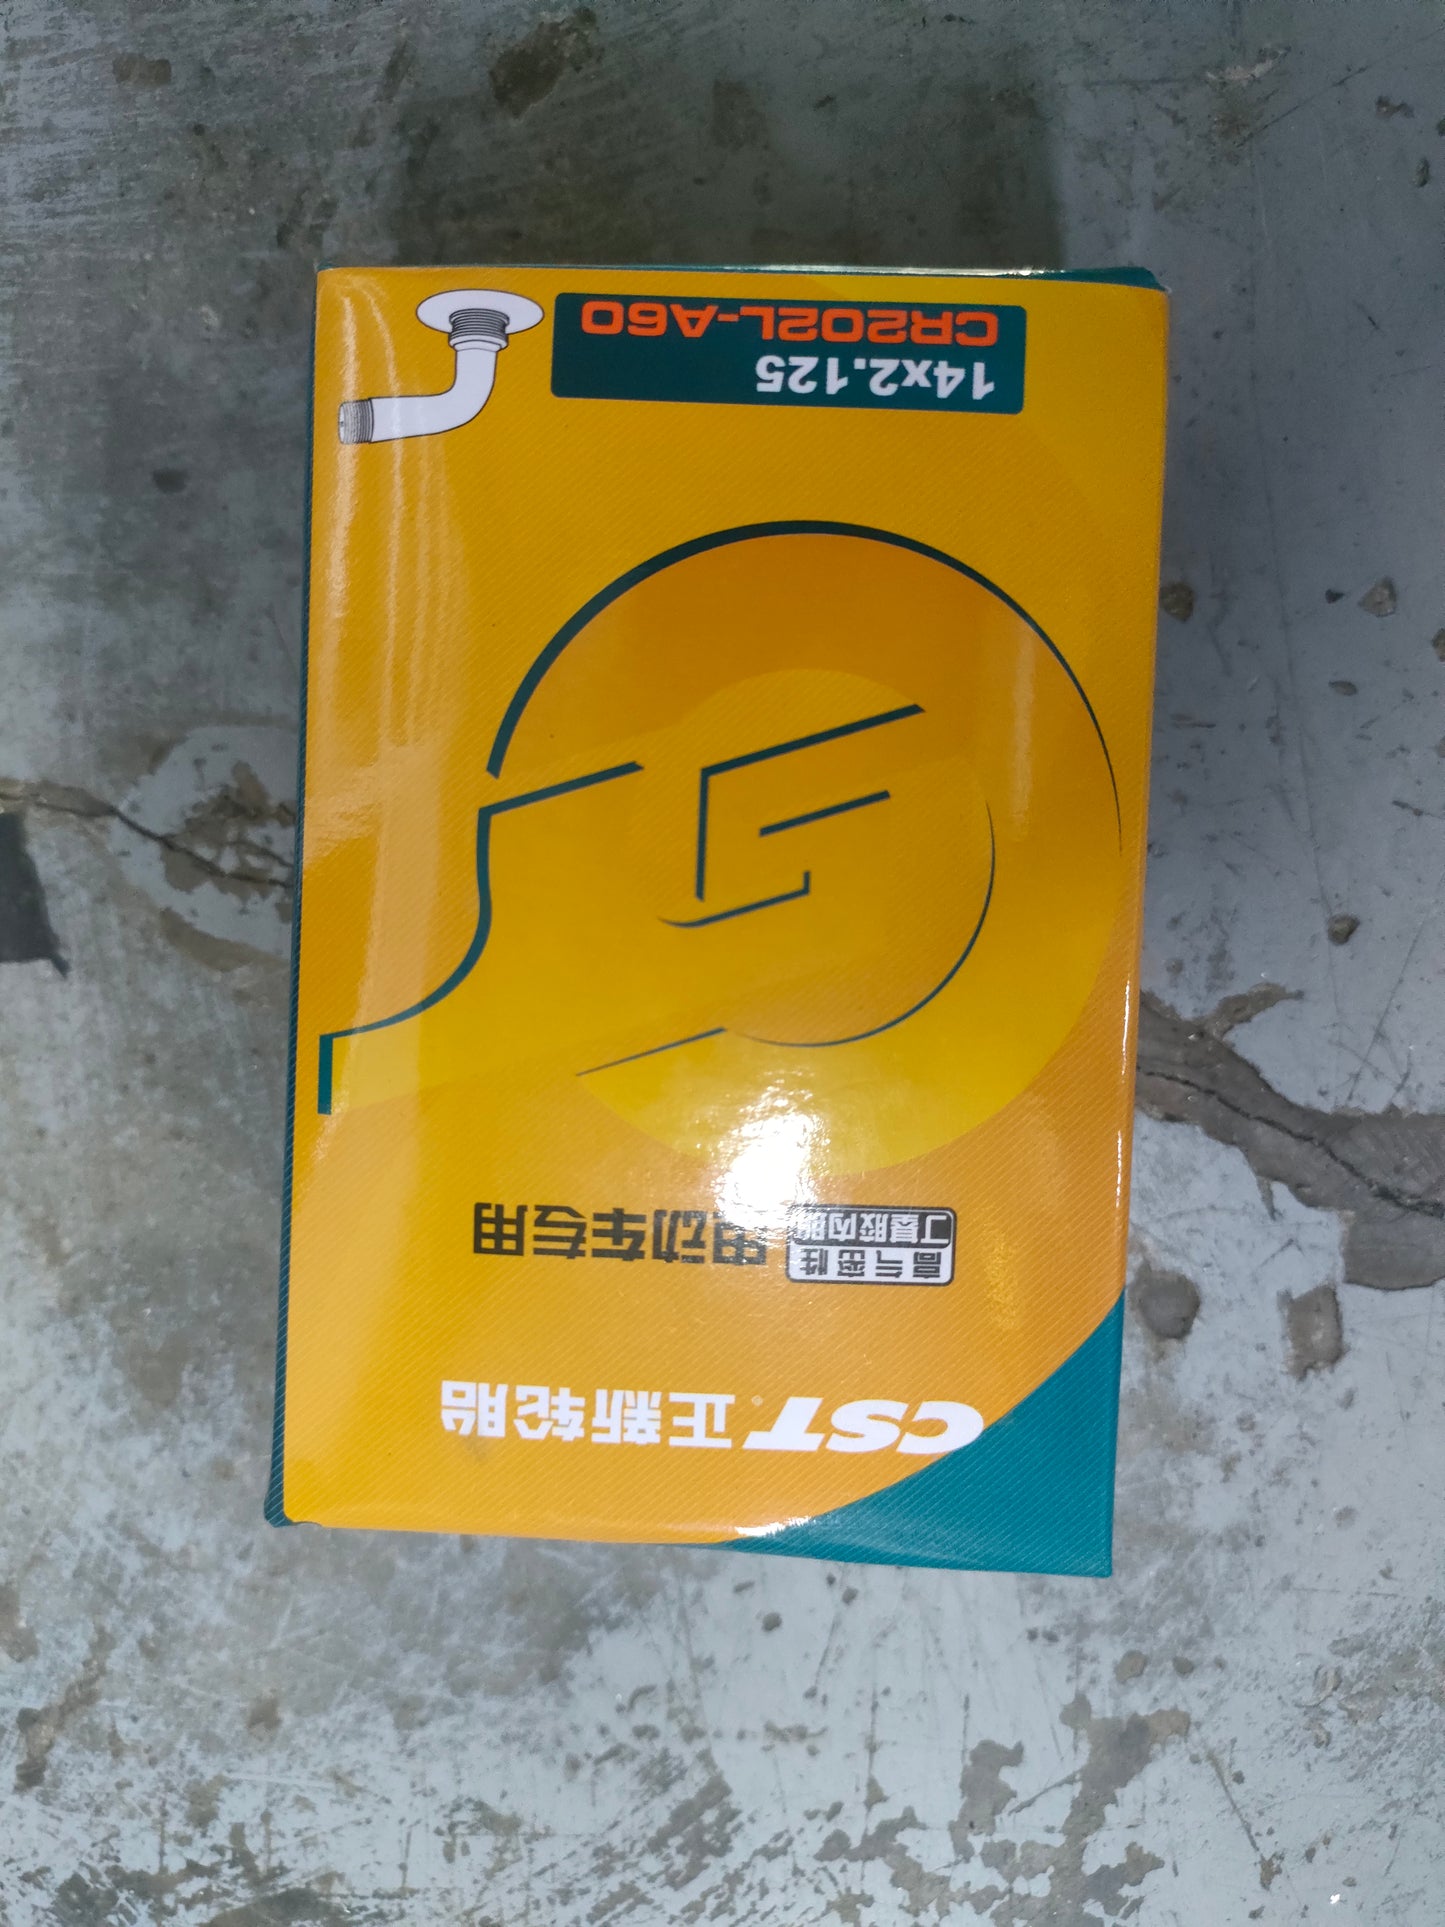 CST 正新轮胎
高气密性
丁基胶内胎
电动车专用
14x2.125
CR202L-A60